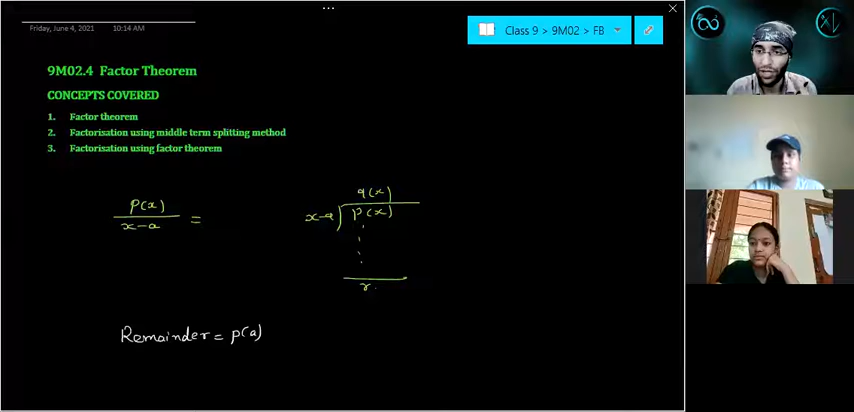 Friday, June 4, 2021 10:14 AM
Class 9 > 9M02 > FB
9M02.4 Factor Theorem
CONCEPTS COVERED
1. Factor theorem
2. Factorisation using middle term splitting method
3. Factorisation using factor theorem
q(x)
p(x)
x-a
=
x-a) p(x)
r
Remainder = p(a)